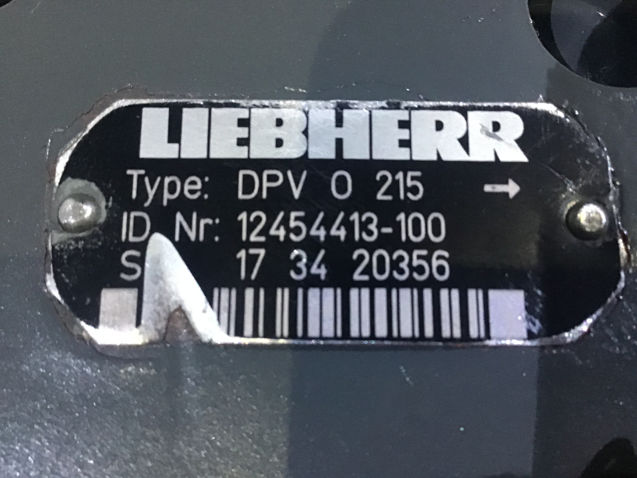 LIEBHERR
Type: DPV O 215 →
ID Nr: 12454413-100
S 17 34 20356